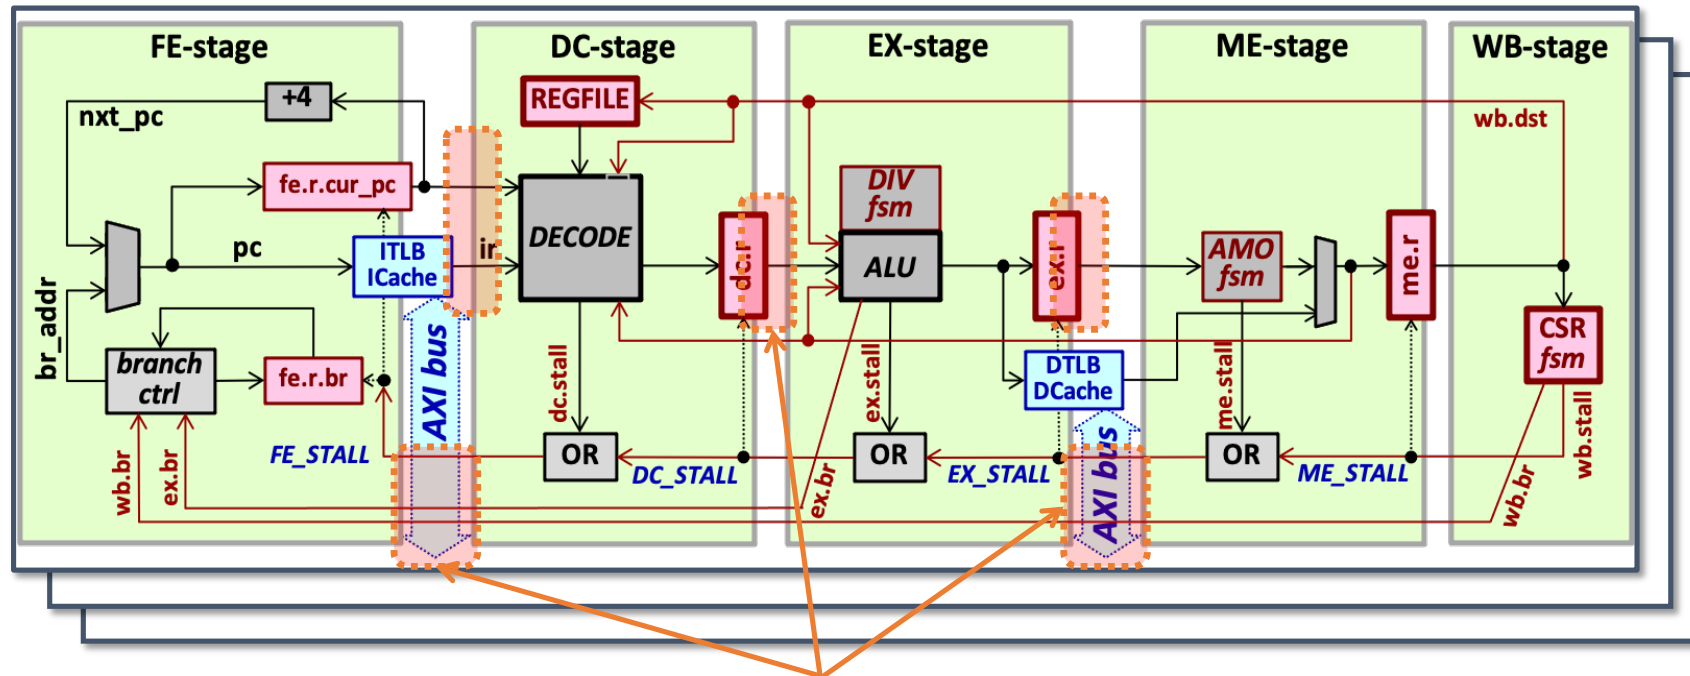 FE-stage
DC-stage
EX-stage
ME-stage
WB-stage
+4
nxt_pc
REGFILE
wb.dst
fe.r.cur_pc
DIV
fsm
DECODE
dc.r
ALU
ex.r
AMO
fsm
me.r
pc
ITLB
ICache
ir
br_addr
branch
ctrl
fe.r.br
AXI bus
dc.stall
ex.stall
DTLB
DCache
me.stall
CSR
fsm
wb.stall
FE_STALL
OR
DC_STALL
OR
EX_STALL
AXI bus
OR
ME_STALL
wb.br
ex.br
ex.br
wb.br